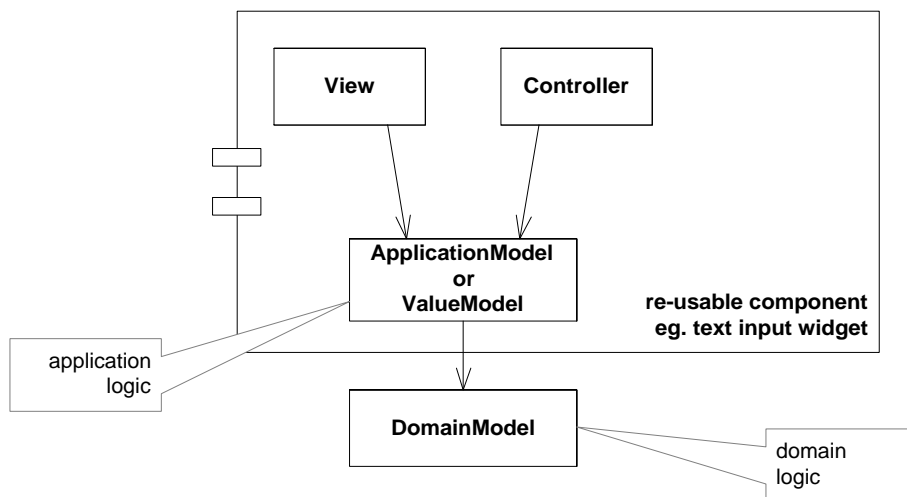 View
Controller
ApplicationModel
or
ValueModel
re-usable component
eg. text input widget
application
logic
DomainModel
domain
logic